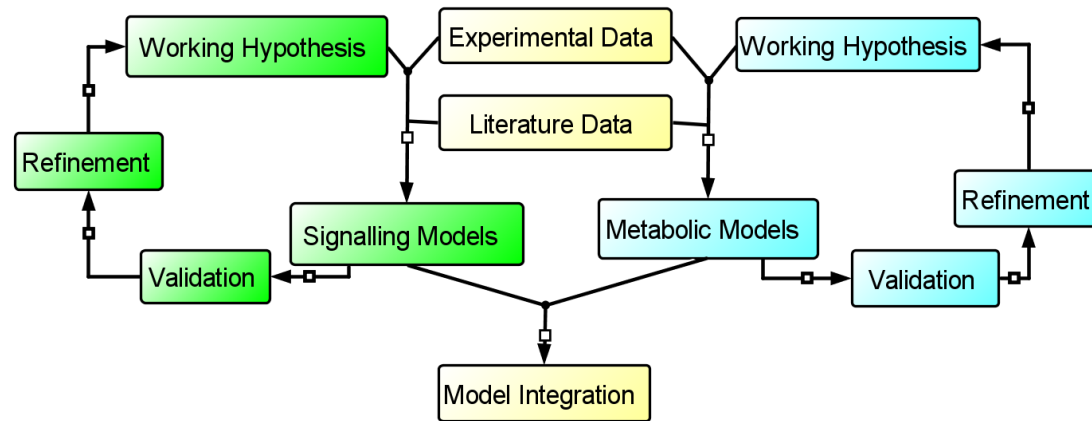 Working Hypothesis
Experimental Data
Working Hypothesis
Literature Data
Refinement
Refinement
Signalling Models
Metabolic Models
Validation
Validation
Model Integration